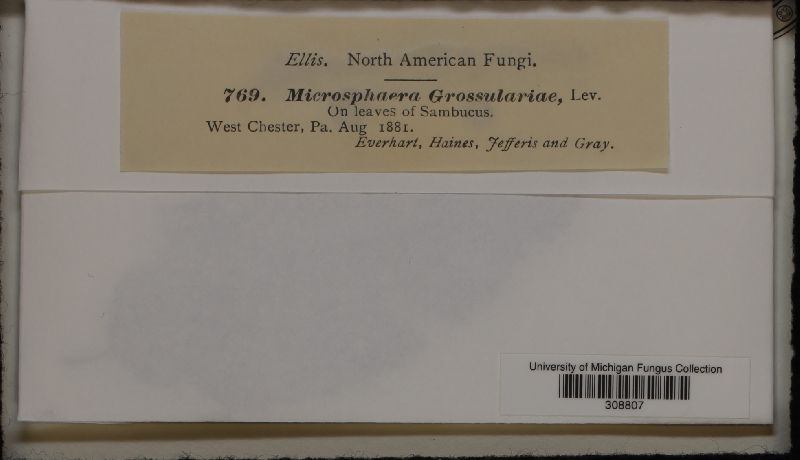 Ellis. North American Fungi.
769. Microsphaera Grossulariae, Lev.
On leaves of Sambucus.
West Chester, Pa. Aug 1881.
Everhart, Haines, Jefferis and Gray.
University of Michigan Fungus Collection
308807